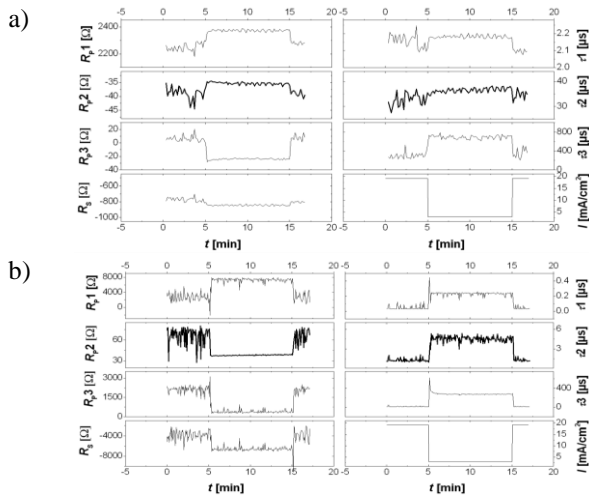 a)
-5 0 5 10 15 20 -5 0 5 10 15 20
Rp1 [Ω] 2400 2200 2.2 2.1 2.0 τ1 [µs]
Rp2 [Ω] -35 -40 -45 40 30 τ2 [µs]
Rp3 [Ω] 20 0 -20 -40 800 400 0 τ3 [µs]
Rs [Ω] -600 -800 -1000 20 15 10 5 I [mA/cm²]
-5 0 5 10 15 20 -5 0 5 10 15 20
t [min] t [min]
b)
-5 0 5 10 15 20 -5 0 5 10 15 20
Rp1 [Ω] 8000 4000 0 0.4 0.2 0.0 τ1 [µs]
Rp2 [Ω] 60 30 6 3 τ2 [µs]
Rp3 [Ω] 3000 1500 0 400 0 τ3 [µs]
Rs [Ω] -4000 -8000 20 15 10 5 I [mA/cm²]
-5 0 5 10 15 20 -5 0 5 10 15 20
t [min] t [min]